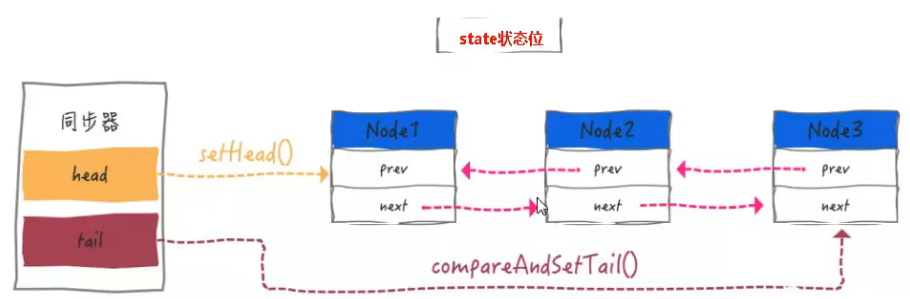 state状态位
同步器
head
tail
setHead()
Node1
prev
next
Node2
prev
next
Node3
prev
next
compareAndSetTail()